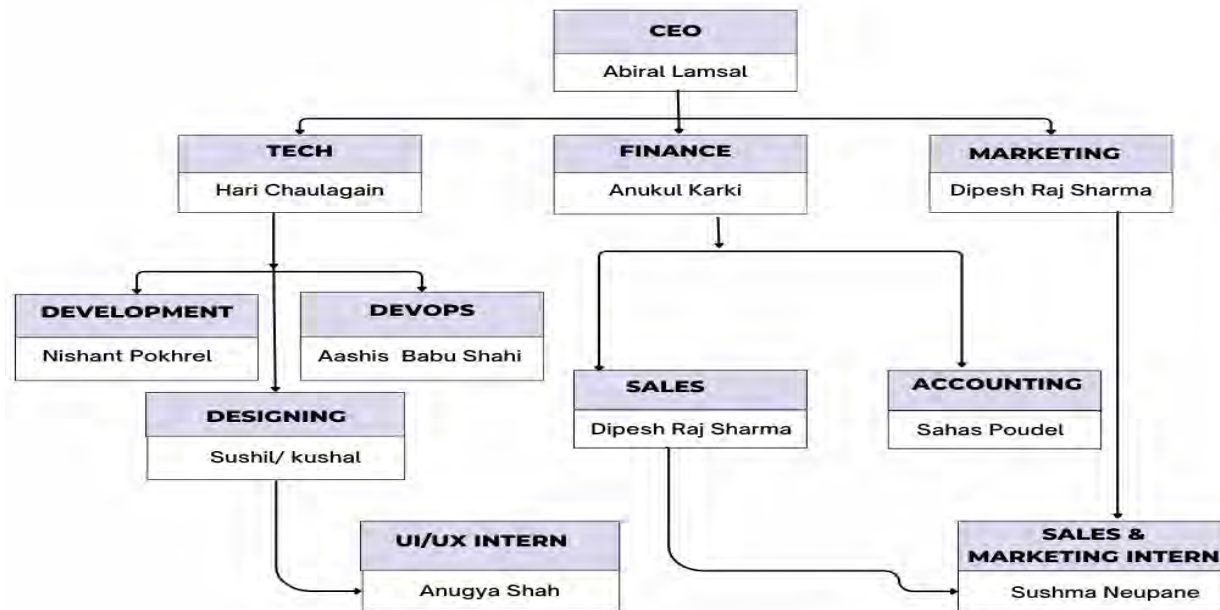 CEO
Abiral Lamsal
TECH
Hari Chaulagain
FINANCE
Anukul Karki
MARKETING
Dipesh Raj Sharma
DEVELOPMENT
Nishant Pokhrel
DEVOPS
Aashis Babu Shahi
DESIGNING
Sushil/ kushal
SALES
Dipesh Raj Sharma
ACCOUNTING
Sahas Poudel
UI/UX INTERN
Anugya Shah
SALES &
MARKETING INTERN
Sushma Neupane